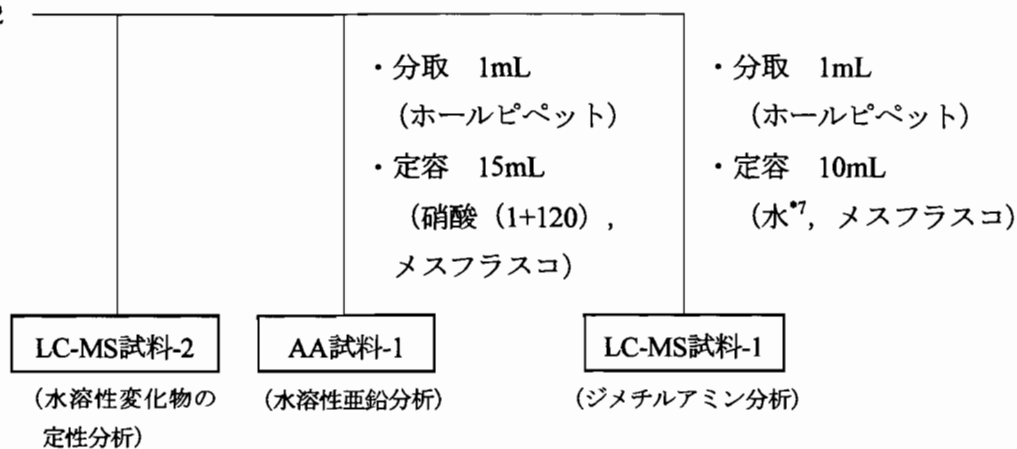 ・分取 1mL
（ホールピペット）
・定容 15mL
（硝酸（1+120），
メスフラスコ）
・分取 1mL
（ホールピペット）
・定容 10mL
（水*7，メスフラスコ）
LC-MS試料-2
（水溶性変化物の
定性分析）
AA試料-1
（水溶性亜鉛分析）
LC-MS試料-1
（ジメチルアミン分析）